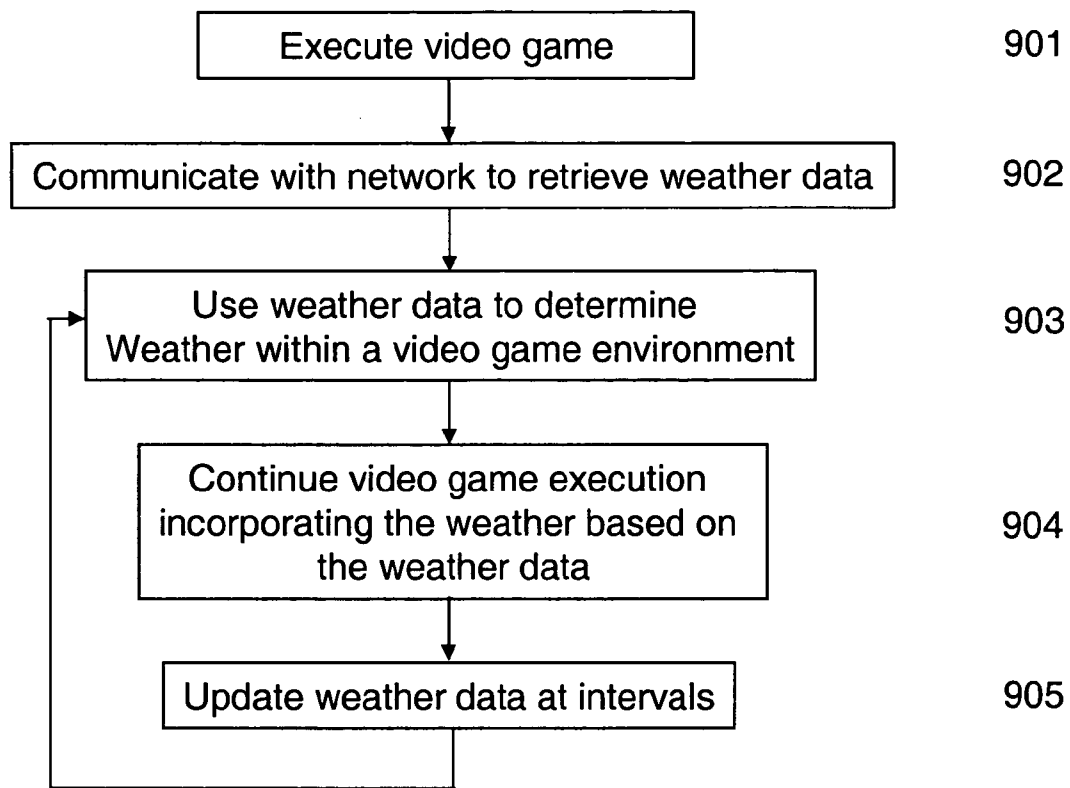 Execute video game 901
Communicate with network to retrieve weather data 902
Use weather data to determine
Weather within a video game environment 903
Continue video game execution
incorporating the weather based on 904
the weather data
Update weather data at intervals 905